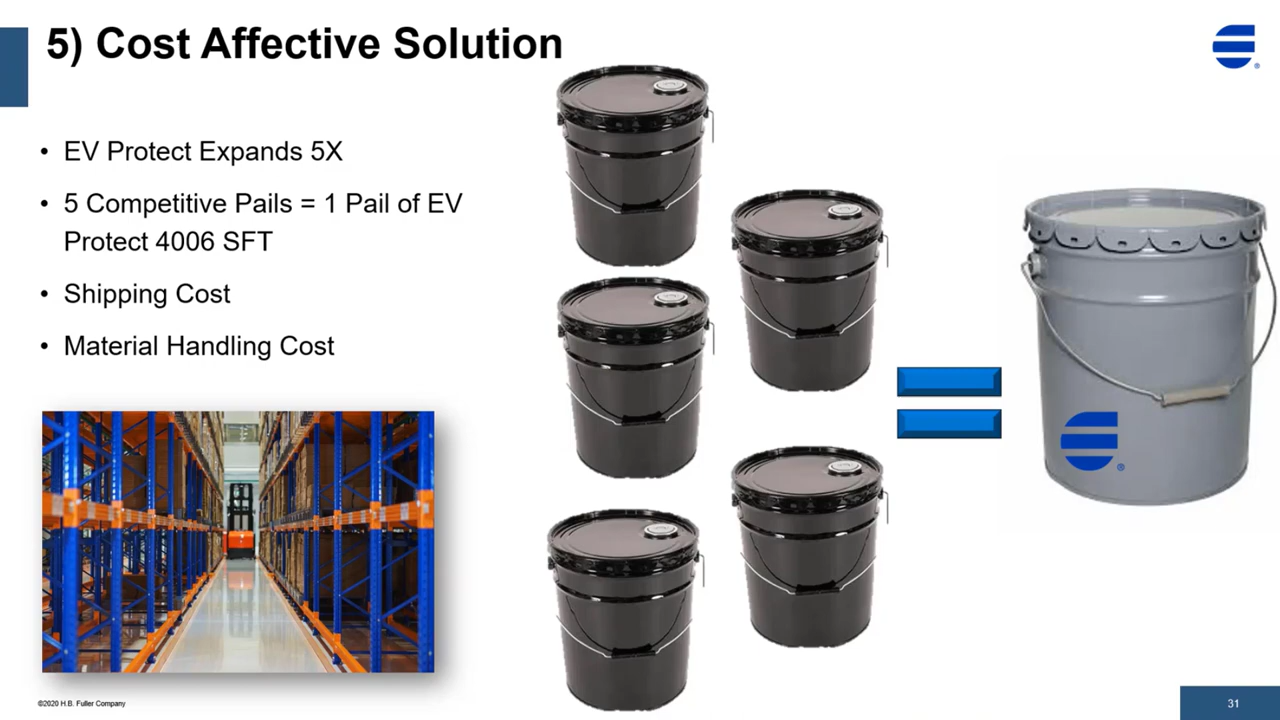 5) Cost Affective Solution
• EV Protect Expands 5X
• 5 Competitive Pails = 1 Pail of EV
Protect 4006 SFT
• Shipping Cost
• Material Handling Cost
®
®
©2020 H.B. Fuller Company
31